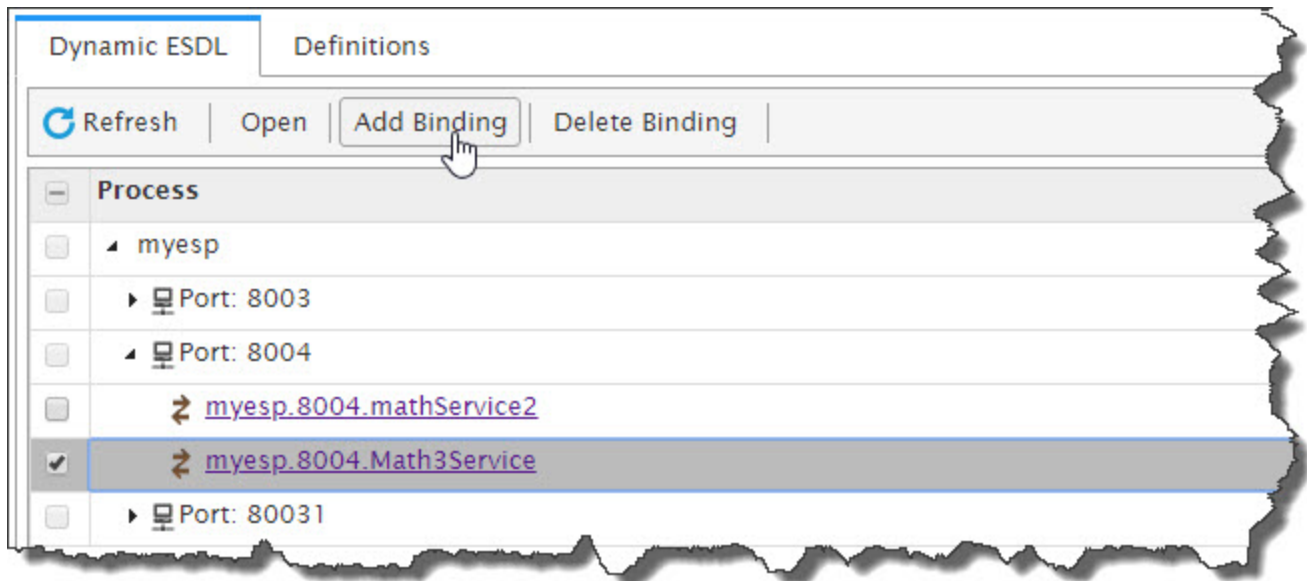 Dynamic ESDL Definitions
Refresh Open Add Binding Delete Binding
Process
myesp
Port: 8003
Port: 8004
myesp.8004.mathService2
myesp.8004.Math3Service
Port: 80031